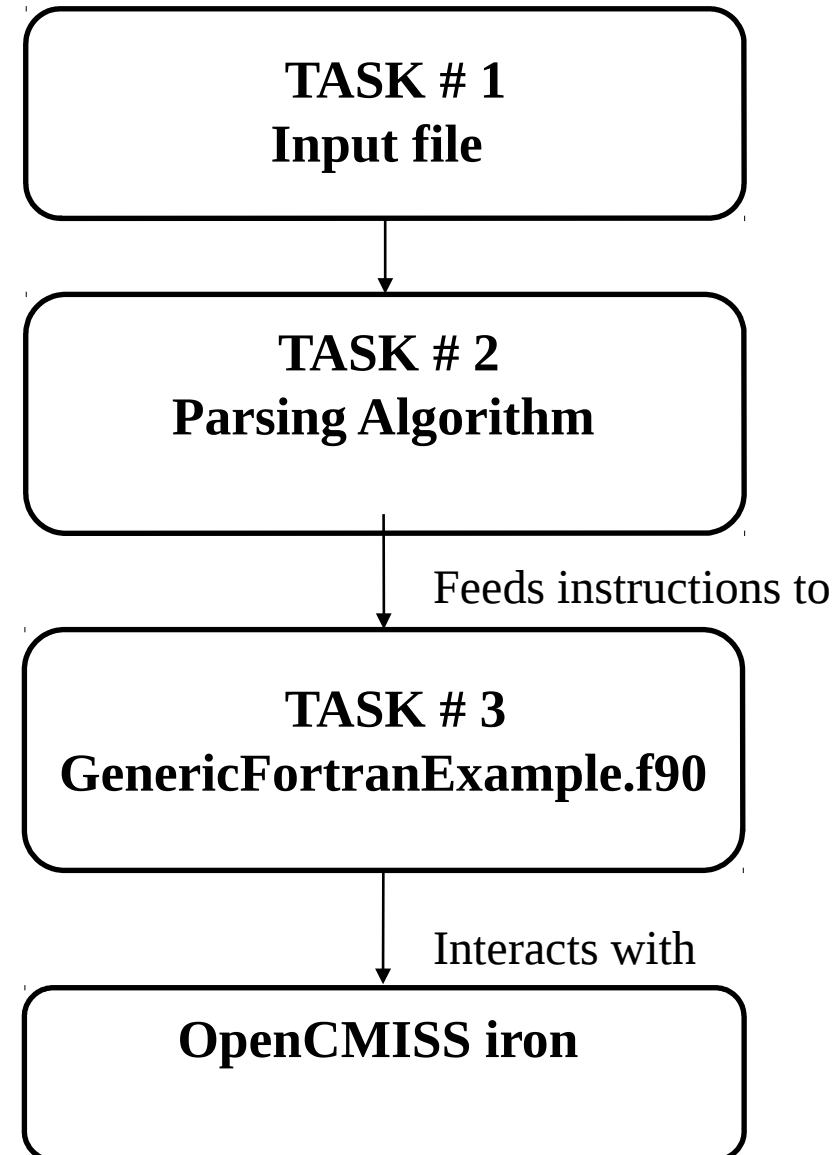 TASK # 1
Input file
TASK # 2
Parsing Algorithm
Feeds instructions to
TASK # 3
GenericFortranExample.f90
Interacts with
OpenCMISS iron